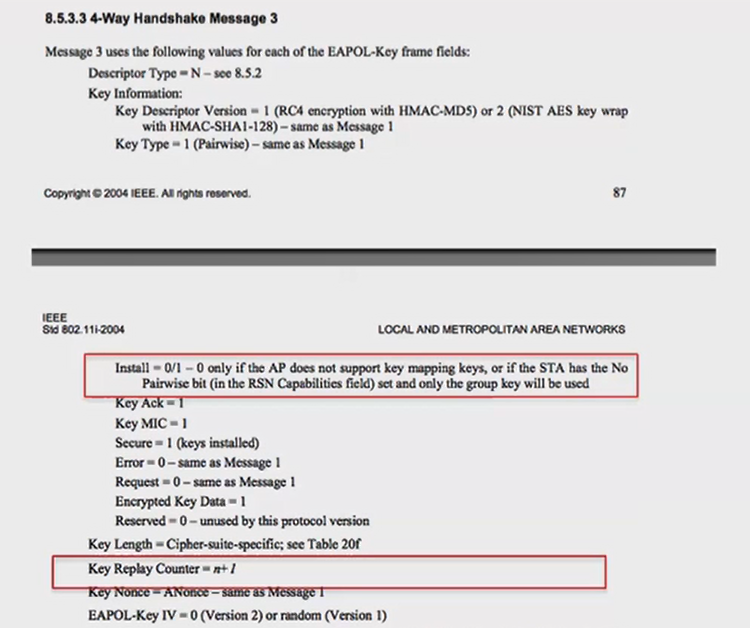 8.5.3.3 4-Way Handshake Message 3
Message 3 uses the following values for each of the EAPOL-Key frame fields:
Descriptor Type = N – see 8.5.2
Key Information:
Key Descriptor Version = 1 (RC4 encryption with HMAC-MD5) or 2 (NIST AES key wrap
with HMAC-SHA1-128) – same as Message 1
Key Type = 1 (Pairwise) – same as Message 1
Copyright © 2004 IEEE. All rights reserved. 87
IEEE
Std 802.11i-2004 LOCAL AND METROPOLITAN AREA NETWORKS
Install = 0/1 – 0 only if the AP does not support key mapping keys, or if the STA has the No
Pairwise bit (in the RSN Capabilities field) set and only the group key will be used
Key Ack = 1
Key MIC = 1
Secure = 1 (keys installed)
Error = 0 – same as Message 1
Request = 0 – same as Message 1
Encrypted Key Data = 1
Reserved = 0 – unused by this protocol version
Key Length = Cipher-suite-specific; see Table 20f
Key Replay Counter = n+1
Key Nonce = ANonce – same as Message 1
EAPOL-Key IV = 0 (Version 2) or random (Version 1)